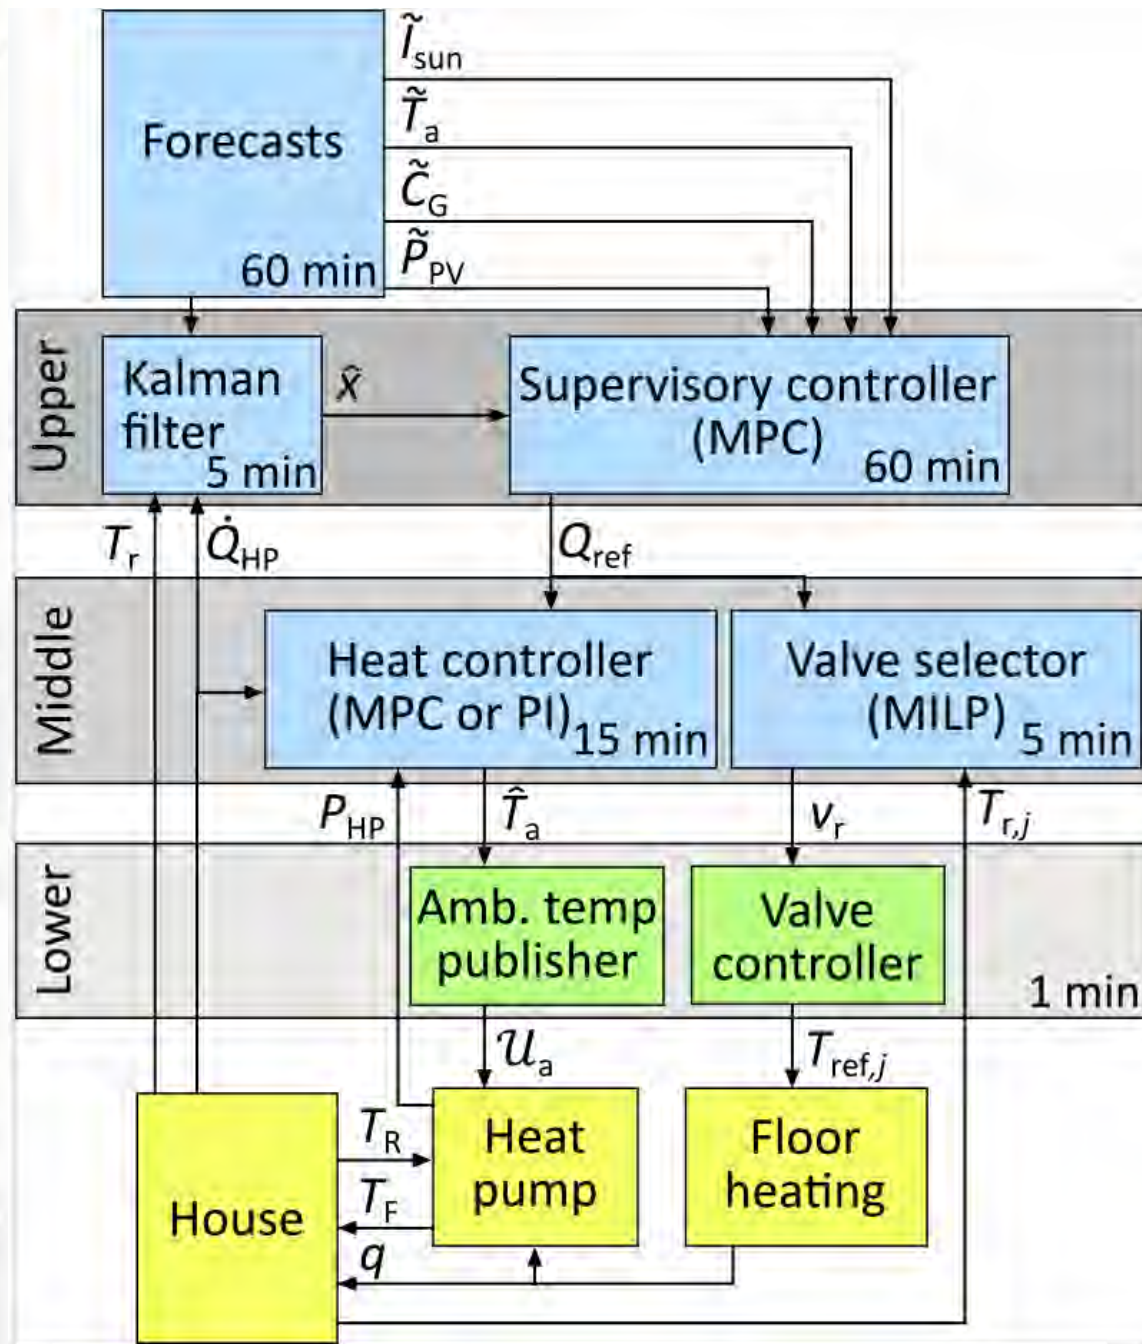 Ĩsun
T̃a
Forecasts
C̃G
P̃PV
60 min
Upper
Kalman
filter
5 min
x̂
Supervisory controller
(MPC)
60 min
Tr
Q̇HP
Qref
Middle
Heat controller
(MPC or PI)
15 min
Valve selector
(MILP)
5 min
PHP
T̂a
vr
Tr,j
Lower
Amb. temp
publisher
Valve
controller
1 min
𝒰a
Tref,j
House
TR
TF
q
Heat
pump
Floor
heating